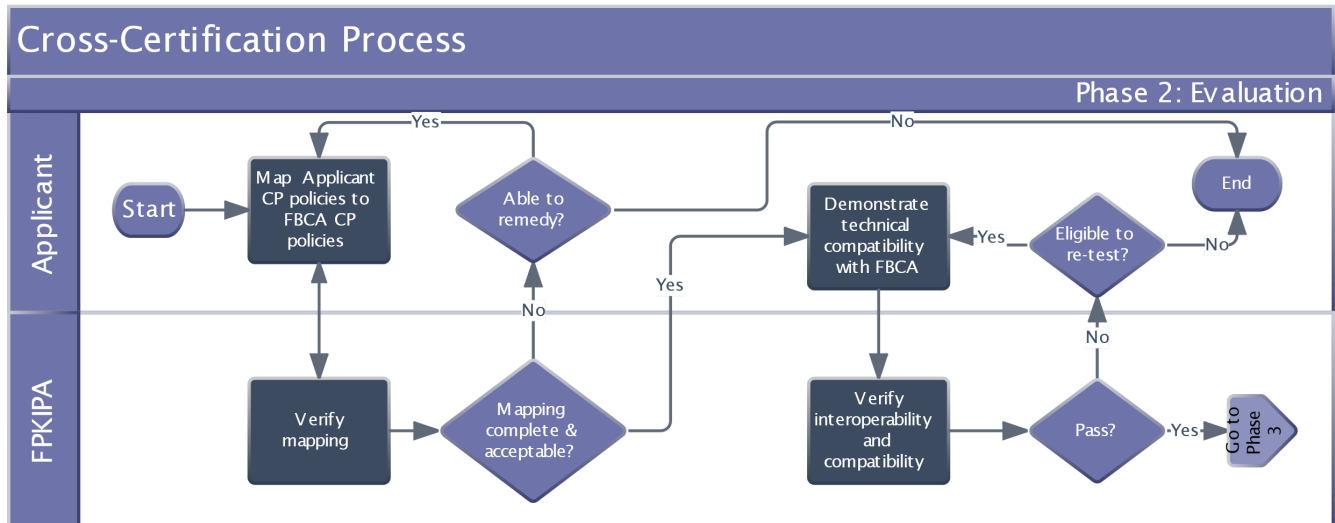 Cross-Certification Process
Phase 2: Evaluation
Applicant
FPKIPA
Start
Map Applicant
CP policies to
FBCA CP
policies
Yes
Able to
remedy?
No
End
Demonstrate
technical
compatibility
with FBCA
Yes
Eligible to
re-test?
No
Yes
No
No
Verify
mapping
Mapping
complete &
acceptable?
Verify
interoperability
and
compatibility
Pass?
Yes
Go to
Phase
3